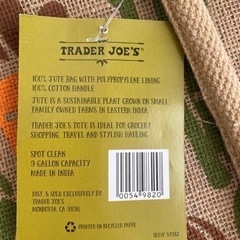 TRADER JOE'S
100% JUTE BAG WITH POLYPROPYLENE LINING
100% COTTON HANDLE
JUTE IS A SUSTAINABLE PLANT GROWN ON SMALL
FAMILY OWNED FARMS IN EASTERN INDIA.
TRADER JOE'S TOTE IS IDEAL FOR GROCERY
SHOPPING, TRAVEL AND STYLISH HAULING
SPOT CLEAN
9 GALLON CAPACITY
MADE IN INDIA
DIST. & SOLD EXCLUSIVELY BY:
TRADER JOE'S
MONROVIA, CA 91016
0054 9820
PRINTED ON RECYCLED PAPER
SKU#